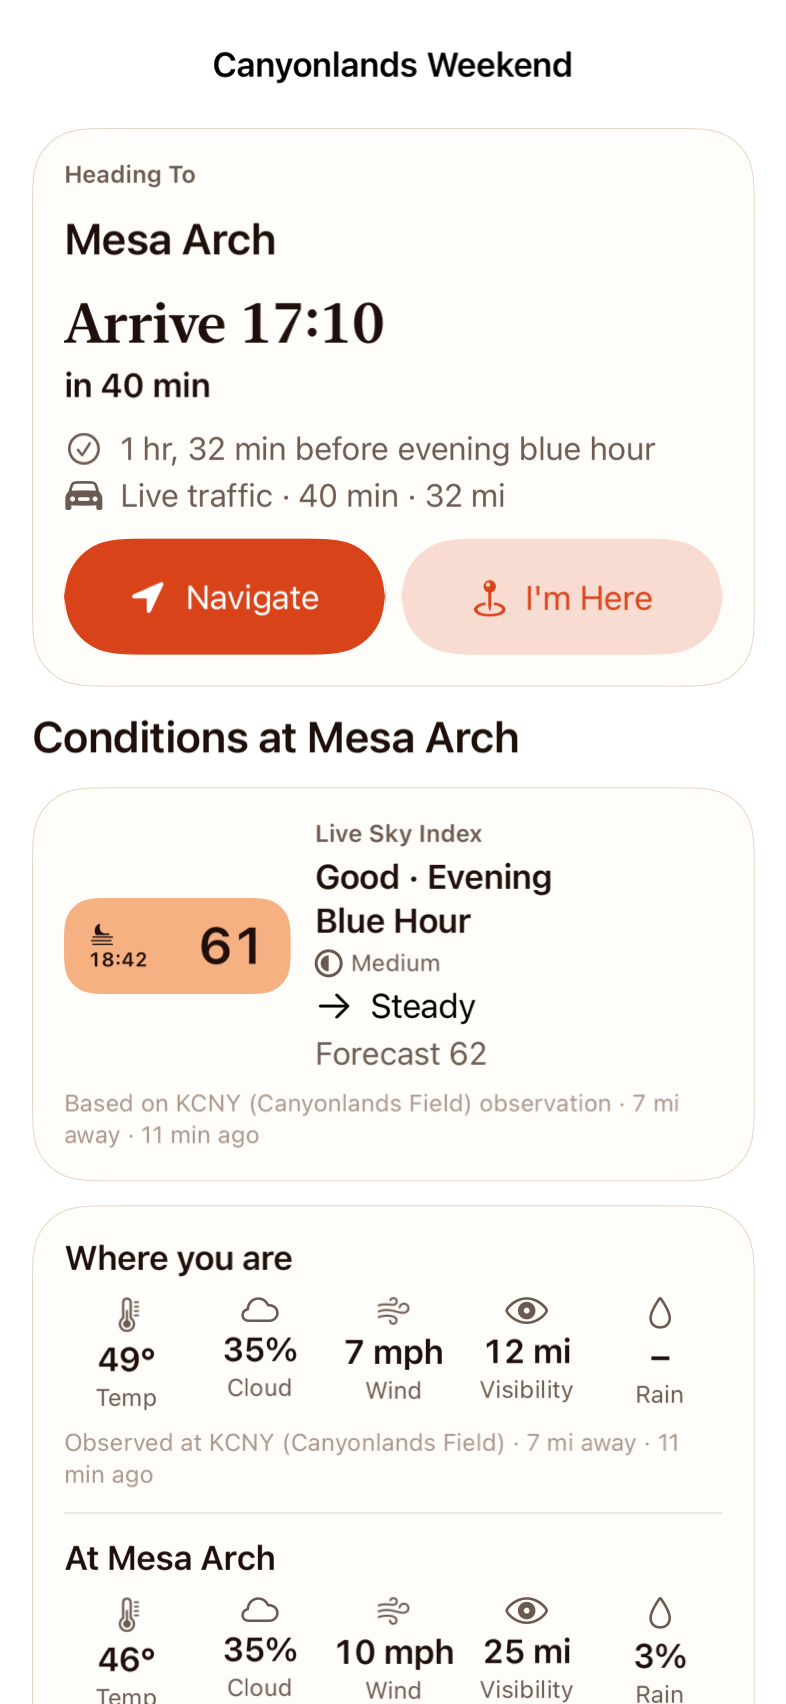 Canyonlands Weekend
Heading To
Mesa Arch
Arrive 17:10
in 40 min
1 hr, 32 min before evening blue hour
Live traffic · 40 min · 32 mi
Navigate
I'm Here
Conditions at Mesa Arch
Live Sky Index
Good · Evening
Blue Hour
18:42
61
Medium
→ Steady
Forecast 62
Based on KCNY (Canyonlands Field) observation · 7 mi
away · 11 min ago
Where you are
49° 35% 7 mph 12 mi –
Temp Cloud Wind Visibility Rain
Observed at KCNY (Canyonlands Field) · 7 mi away · 11
min ago
At Mesa Arch
46° 35% 10 mph 25 mi 3%
Temp Cloud Wind Visibility Rain